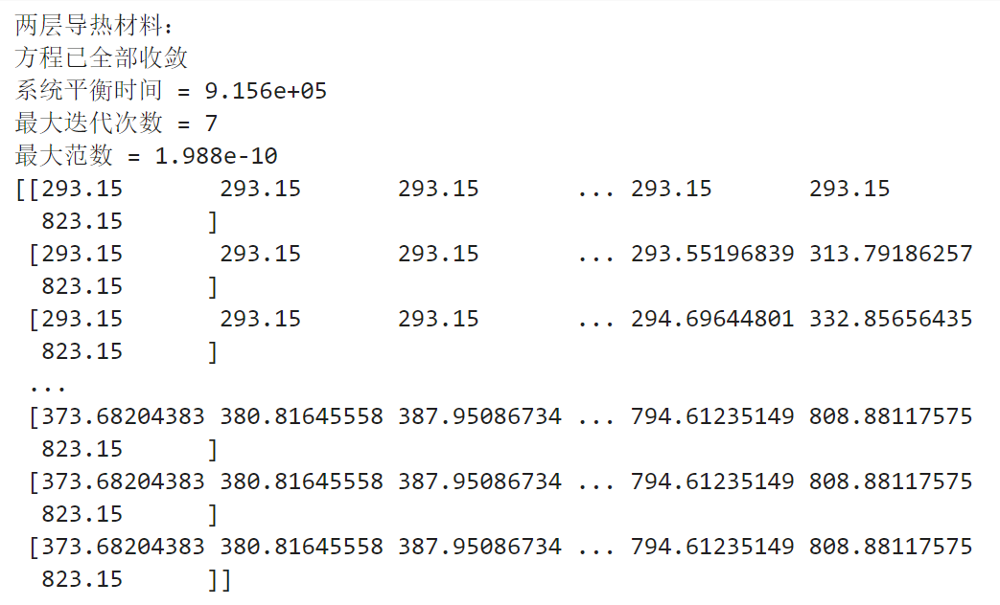 两层导热材料：
方程已全部收敛
系统平衡时间 = 9.156e+05
最大迭代次数 = 7
最大范数 = 1.988e-10
[[293.15       293.15       293.15       ... 293.15       293.15
  823.15      ]
 [293.15       293.15       293.15       ... 293.55196839 313.79186257
  823.15      ]
 [293.15       293.15       293.15       ... 294.69644801 332.85656435
  823.15      ]
 ...
 [373.68204383 380.81645558 387.95086734 ... 794.61235149 808.88117575
  823.15      ]
 [373.68204383 380.81645558 387.95086734 ... 794.61235149 808.88117575
  823.15      ]
 [373.68204383 380.81645558 387.95086734 ... 794.61235149 808.88117575
  823.15      ]]